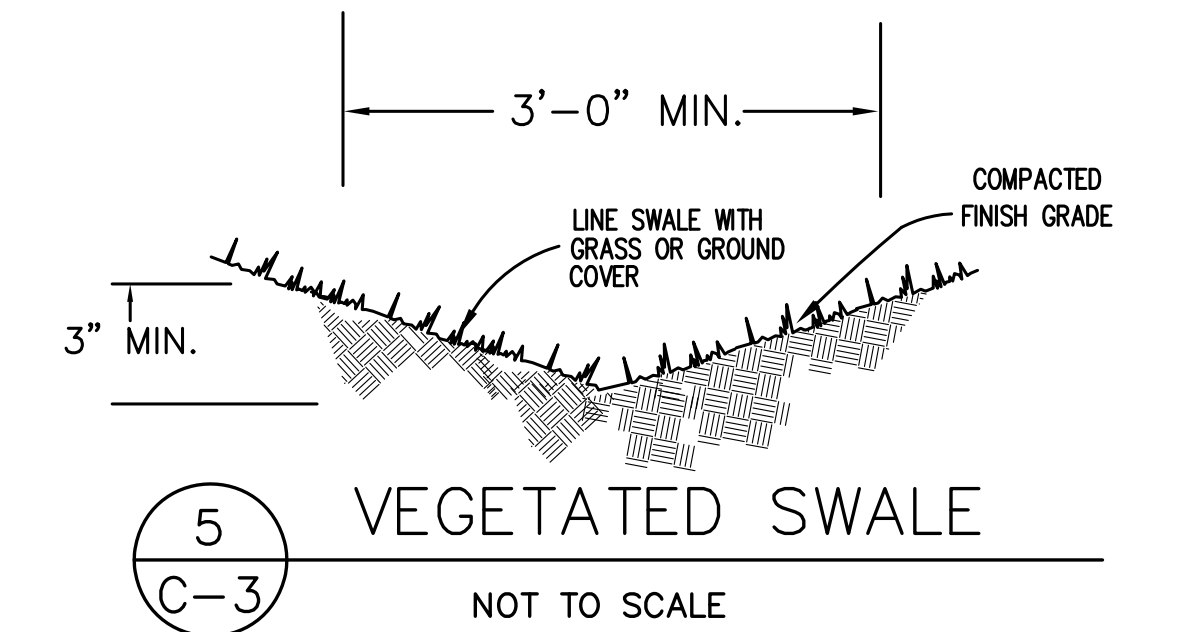 3'-0" MIN.
COMPACTED
FINISH GRADE
LINE SWALE WITH
GRASS OR GROUND
COVER
3" MIN.
5
C-3
VEGETATED SWALE
NOT TO SCALE